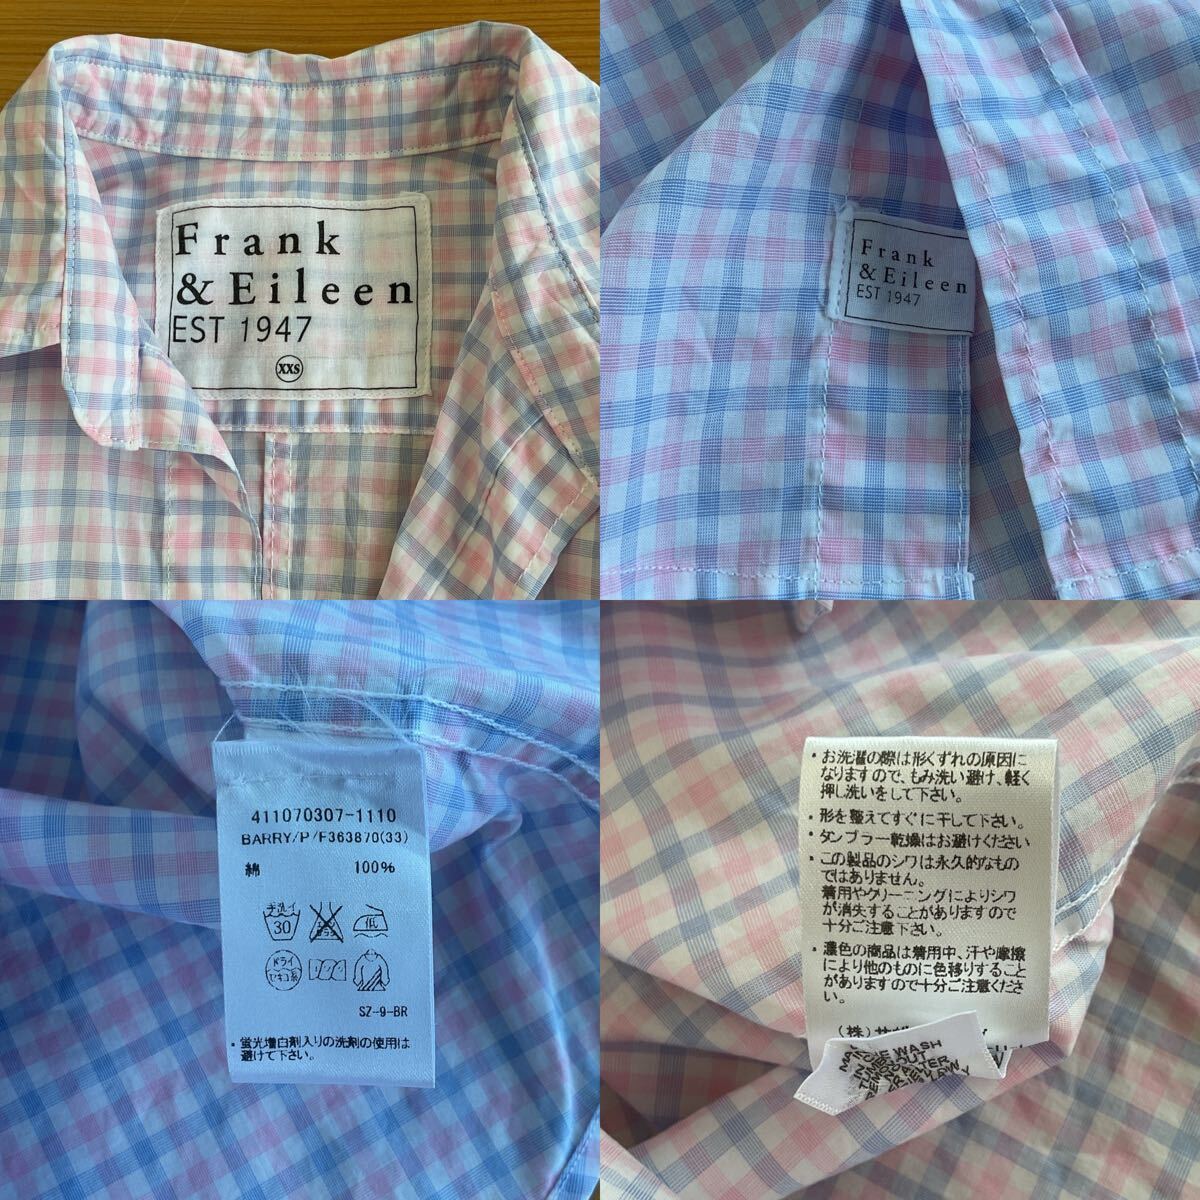 Frank
& Eileen
EST 1947
XXS
Frank
& Eileen
EST 1947
411070307-1110
BARRY/P/F363870(33)
綿 100%
手洗イ
30
低
ドライ
SZ-9-BR
・蛍光増白剤入りの洗剤の使用は
避けて下さい。
・お洗濯の際は形くずれの原因に
なりますので、もみ洗い避け、軽く
押し洗いをして下さい。
・形を整えてすぐに干して下さい。
・タンブラー乾燥はお避けください
・この製品のシワは永久的なもの
ではありません。
着用やクリーニングによりシワ
が消失することがありますので
十分ご注意下さい。
・濃色の商品は着用中、汗や摩擦
により他のものに色移りすること
がありますので十分ご注意くださ
い。
(株)サザ
WASH